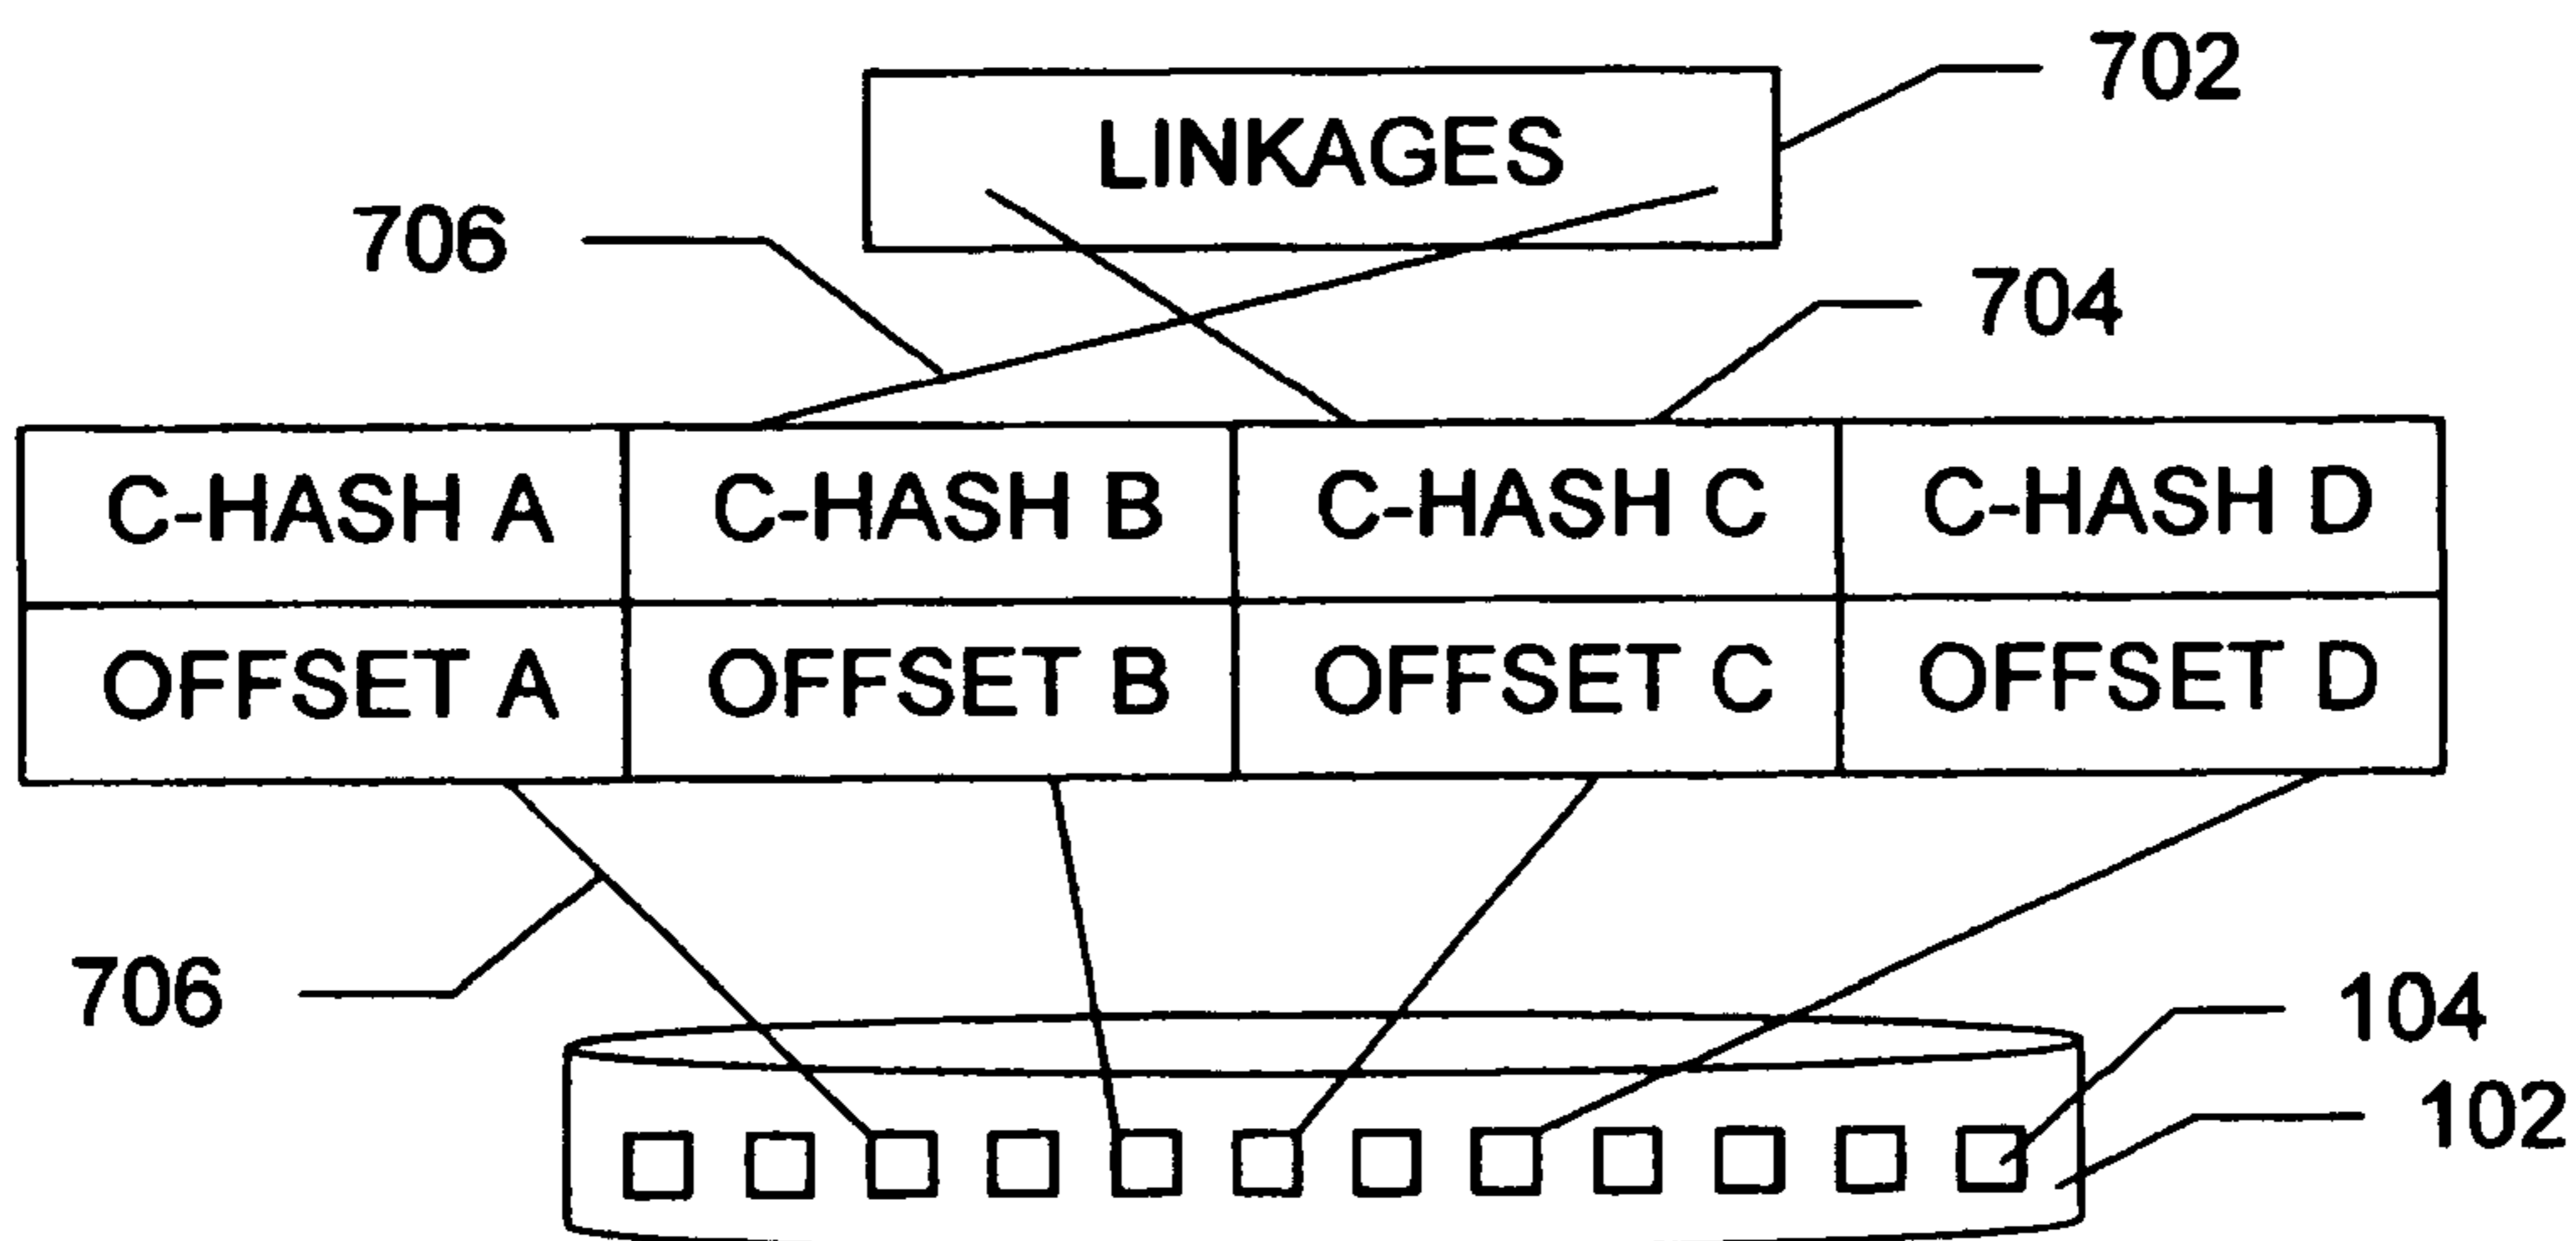 702
LINKAGES
706
704
C-HASH A C-HASH B C-HASH C C-HASH D
OFFSET A OFFSET B OFFSET C OFFSET D
706
104
102